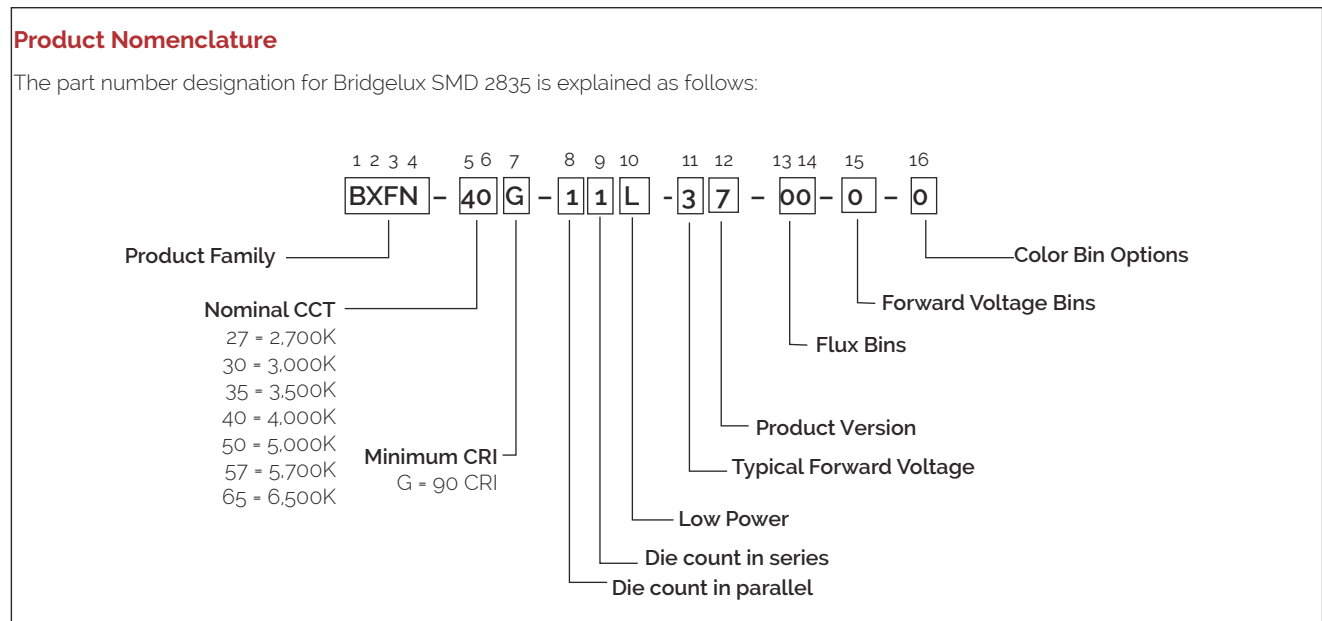 Product Nomenclature
The part number designation for Bridgelux SMD 2835 is explained as follows:
1 2 3 4 5 6 7 8 9 10 11 12 13 14 15 16
BXFN – 40 G – 1 1 L - 3 7 – 00 – 0 – 0
Product Family
Color Bin Options
Nominal CCT
27 = 2,700K
30 = 3,000K
35 = 3,500K
40 = 4,000K
50 = 5,000K
57 = 5,700K
65 = 6,500K
Minimum CRI
G = 90 CRI
Forward Voltage Bins
Flux Bins
Product Version
Typical Forward Voltage
Low Power
Die count in series
Die count in parallel